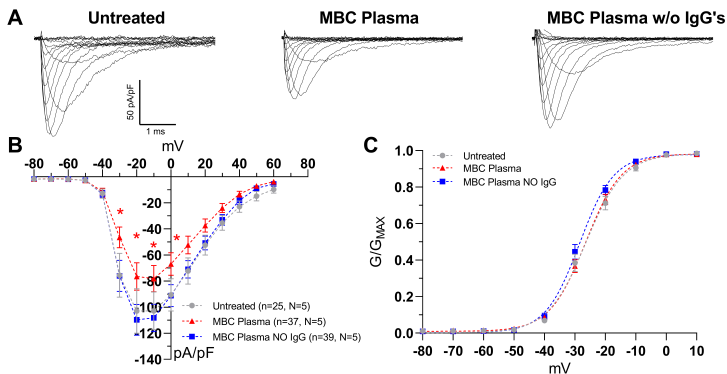 A
Untreated
MBC Plasma
MBC Plasma w/o IgG's
50 pA/pF
1 ms
B
mV
-80 -60 -40 -20 0 20 40 60 80
-20
-40
-60
-80
-100
-120
-140
* * * *
Untreated (n=25, N=5)
MBC Plasma (n=37, N=5)
MBC Plasma NO IgG (n=39, N=5)
pA/pF
C
Untreated
MBC Plasma
MBC Plasma NO IgG
G/GMAX
1.0
0.8
0.6
0.4
0.2
0.0
-80 -70 -60 -50 -40 -30 -20 -10 0 10
mV